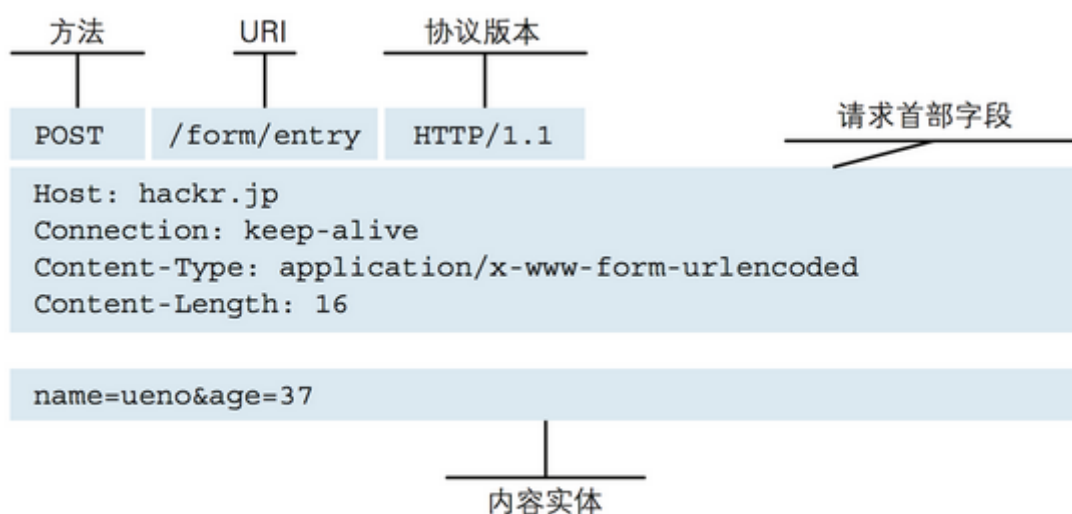 方法 URI 协议版本
请求首部字段
POST /form/entry HTTP/1.1
Host: hackr.jp
Connection: keep-alive
Content-Type: application/x-www-form-urlencoded
Content-Length: 16
name=ueno&age=37
内容实体